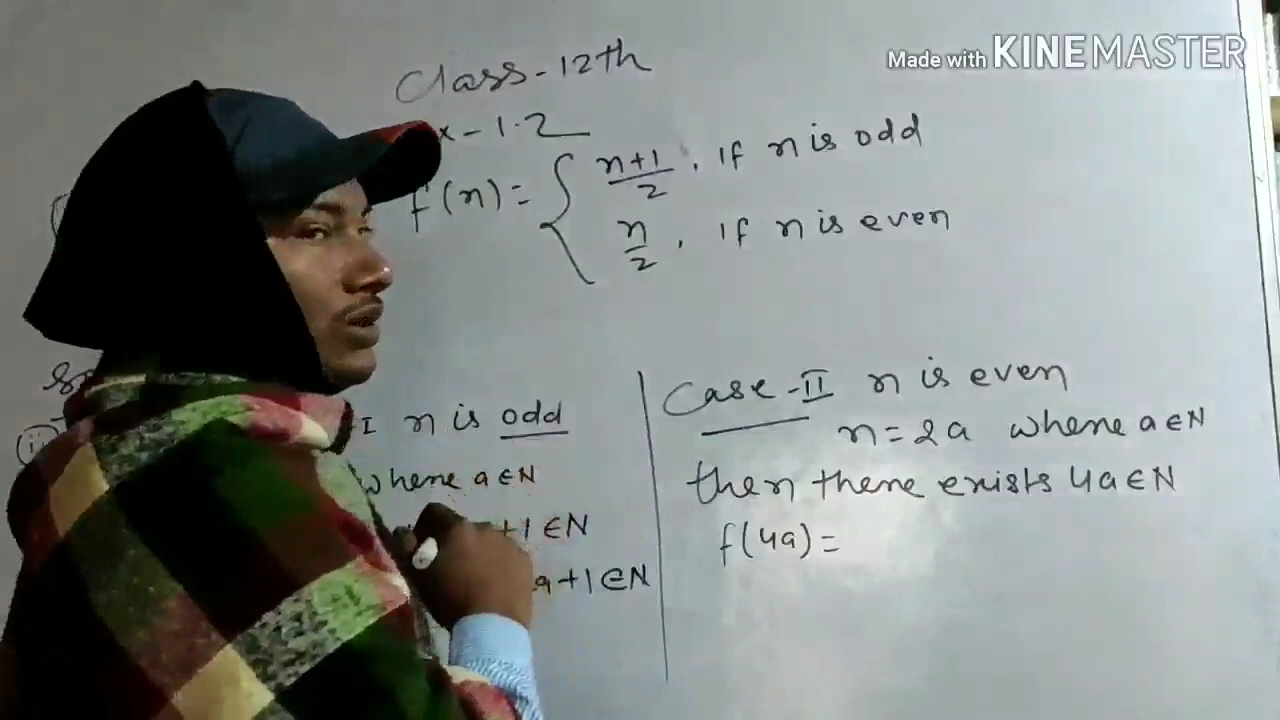 Made with KINEMASTER
Class-12th
x-1.2
f(n) = { n+1/2, if n is odd
n/2, if n is even
I n is odd
where a∈N
+1∈N
a+1∈N
Case-II n is even
n=2a where a∈N
then there exists 4a∈N
f(4a)=